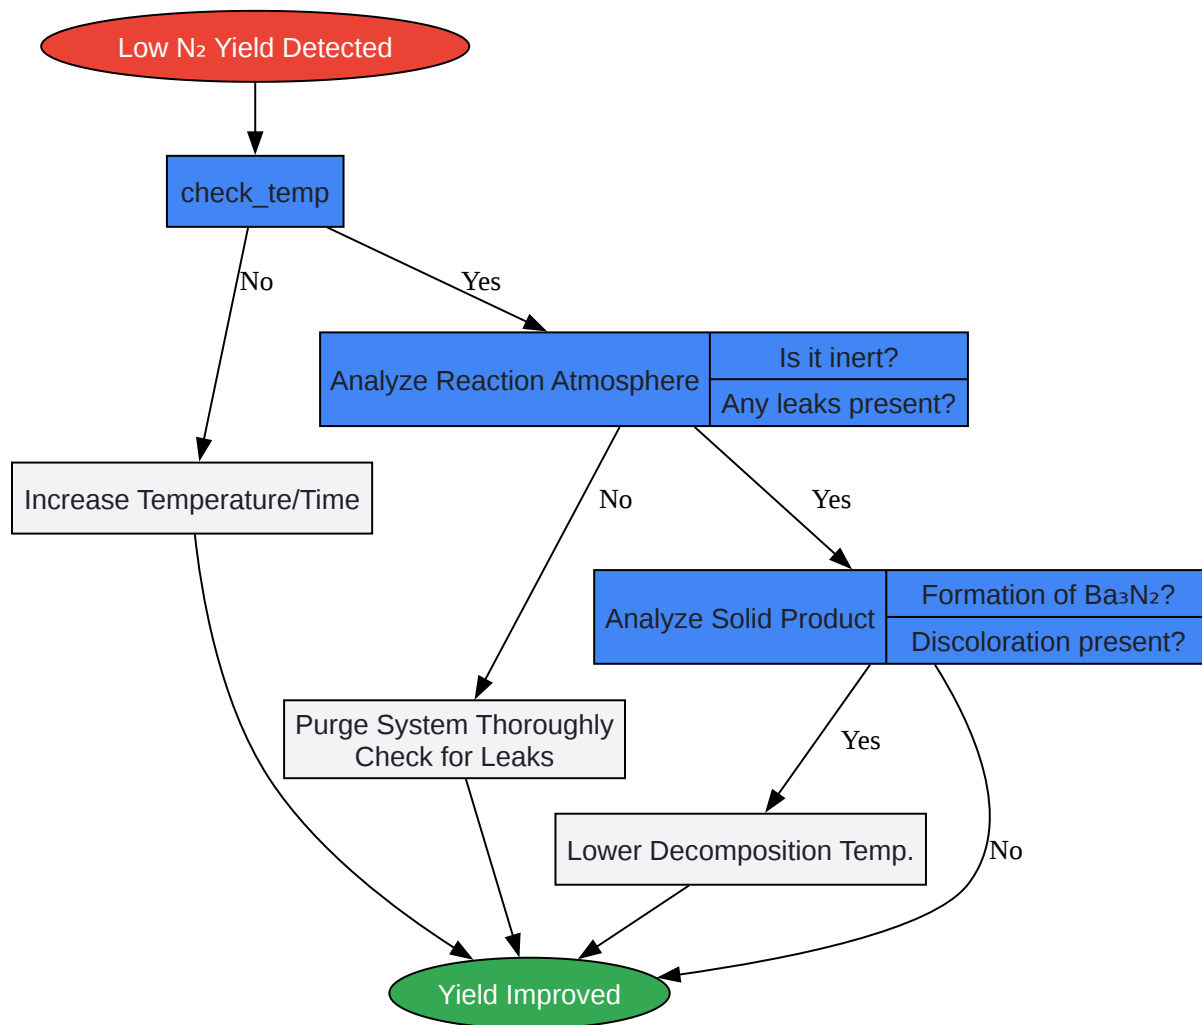 Low N₂ Yield Detected
check_temp
No
Yes
Analyze Reaction Atmosphere
Is it inert?
Any leaks present?
Increase Temperature/Time
No
Yes
Analyze Solid Product
Formation of Ba₃N₂?
Discoloration present?
Purge System Thoroughly
Check for Leaks
Yes
Lower Decomposition Temp.
No
Yield Improved